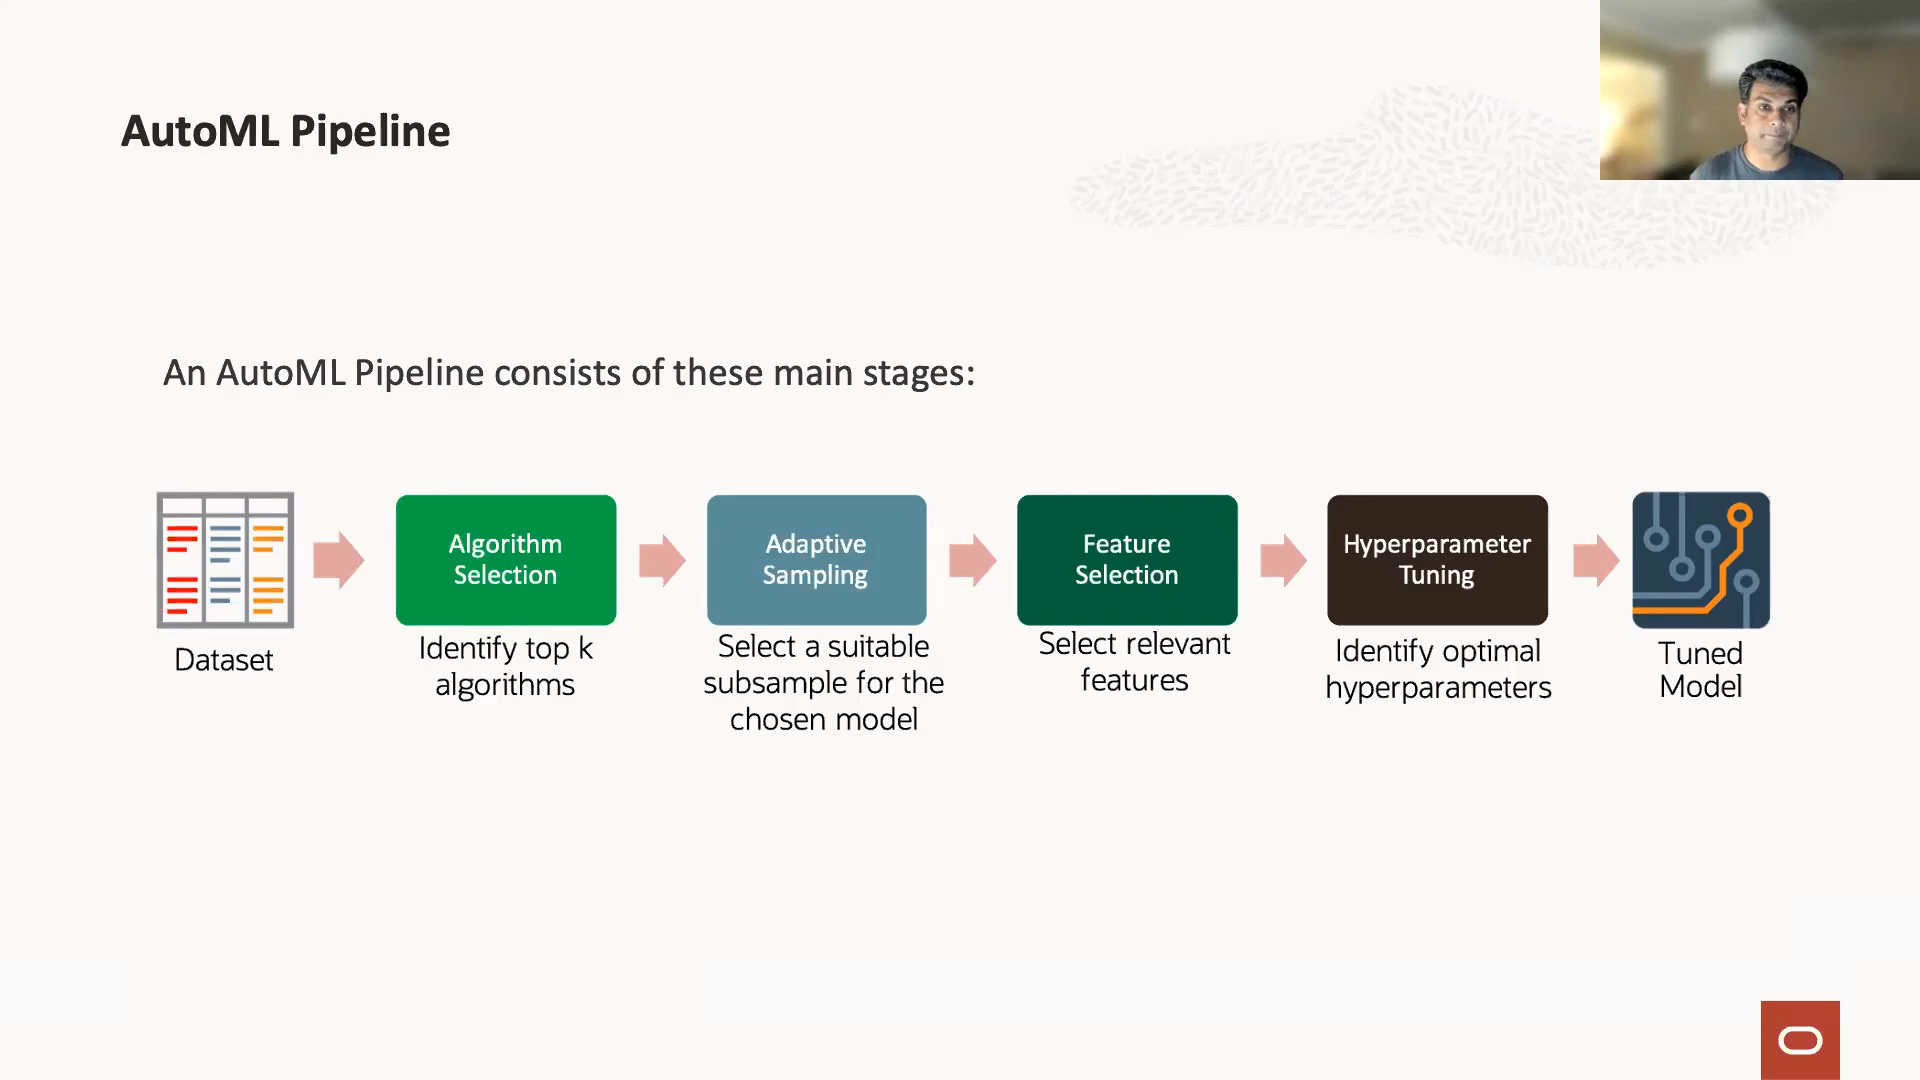 AutoML Pipeline
An AutoML Pipeline consists of these main stages:
Dataset
Algorithm
Selection
Identify top k
algorithms
Adaptive
Sampling
Select a suitable
subsample for the
chosen model
Feature
Selection
Select relevant
features
Hyperparameter
Tuning
Identify optimal
hyperparameters
Tuned
Model